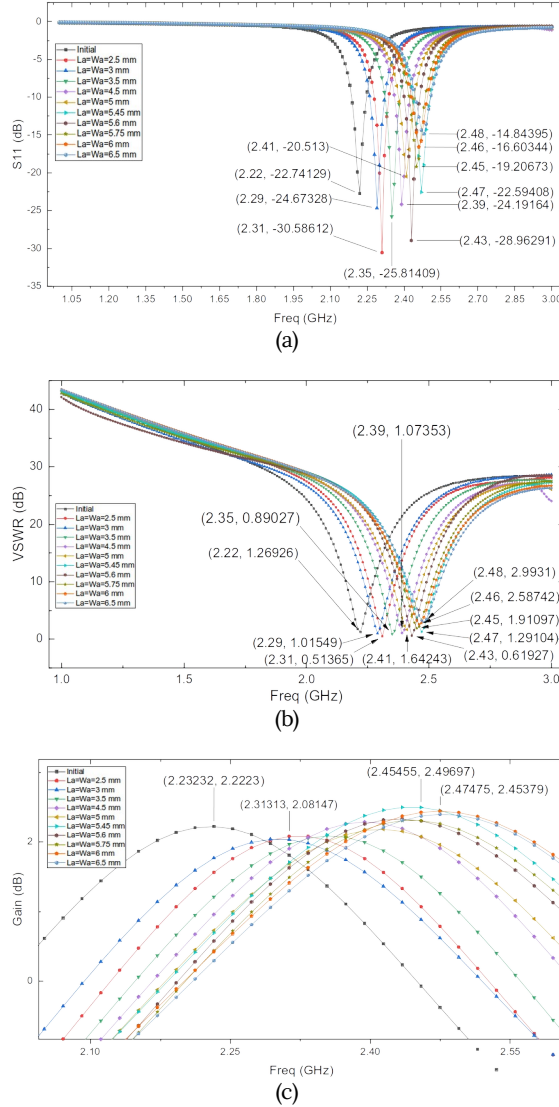 0
-5
-10
-15
-20
-25
-30
-35
S11 (dB)
Initial
La=Wa=2.5 mm
La=Wa=3 mm
La=Wa=3.5 mm
La=Wa=4.5 mm
La=Wa=5 mm
La=Wa=5.45 mm
La=Wa=5.6 mm
La=Wa=5.75 mm
La=Wa=6 mm
La=Wa=6.5 mm
(2.41, -20.513)
(2.22, -22.74129)
(2.29, -24.67328)
(2.31, -30.58612)
(2.35, -25.81409)
(2.48, -14.84395)
(2.46, -16.60344)
(2.45, -19.20673)
(2.47, -22.59408)
(2.39, -24.19164)
(2.43, -28.96291)
1.05 1.20 1.35 1.50 1.65 1.80 1.95 2.10 2.25 2.40 2.55 2.70 2.85 3.00
Freq (GHz)
(a)
40
30
20
10
0
VSWR (dB)
Initial
La=Wa=2.5 mm
La=Wa=3 mm
La=Wa=3.5 mm
La=Wa=4.5 mm
La=Wa=5 mm
La=Wa=5.45 mm
La=Wa=5.6 mm
La=Wa=5.75 mm
La=Wa=6 mm
La=Wa=6.5 mm
(2.39, 1.07353)
(2.35, 0.89027)
(2.22, 1.26926)
(2.29, 1.01549)
(2.31, 0.51365)
(2.41, 1.64243)
(2.48, 2.9931)
(2.46, 2.58742)
(2.45, 1.91097)
(2.47, 1.29104)
(2.43, 0.61927)
1.0 1.5 2.0 2.5 3.0
Freq (GHz)
(b)
2
0
Gain (dB)
Initial
La=Wa=2.5 mm
La=Wa=3 mm
La=Wa=3.5 mm
La=Wa=4.5 mm
La=Wa=5 mm
La=Wa=5.45 mm
La=Wa=5.6 mm
La=Wa=5.75 mm
La=Wa=6 mm
La=Wa=6.5 mm
(2.23232, 2.2223)
(2.31313, 2.08147)
(2.45455, 2.49697)
(2.47475, 2.45379)
2.10 2.25 2.40 2.55
Freq (GHz)
(c)